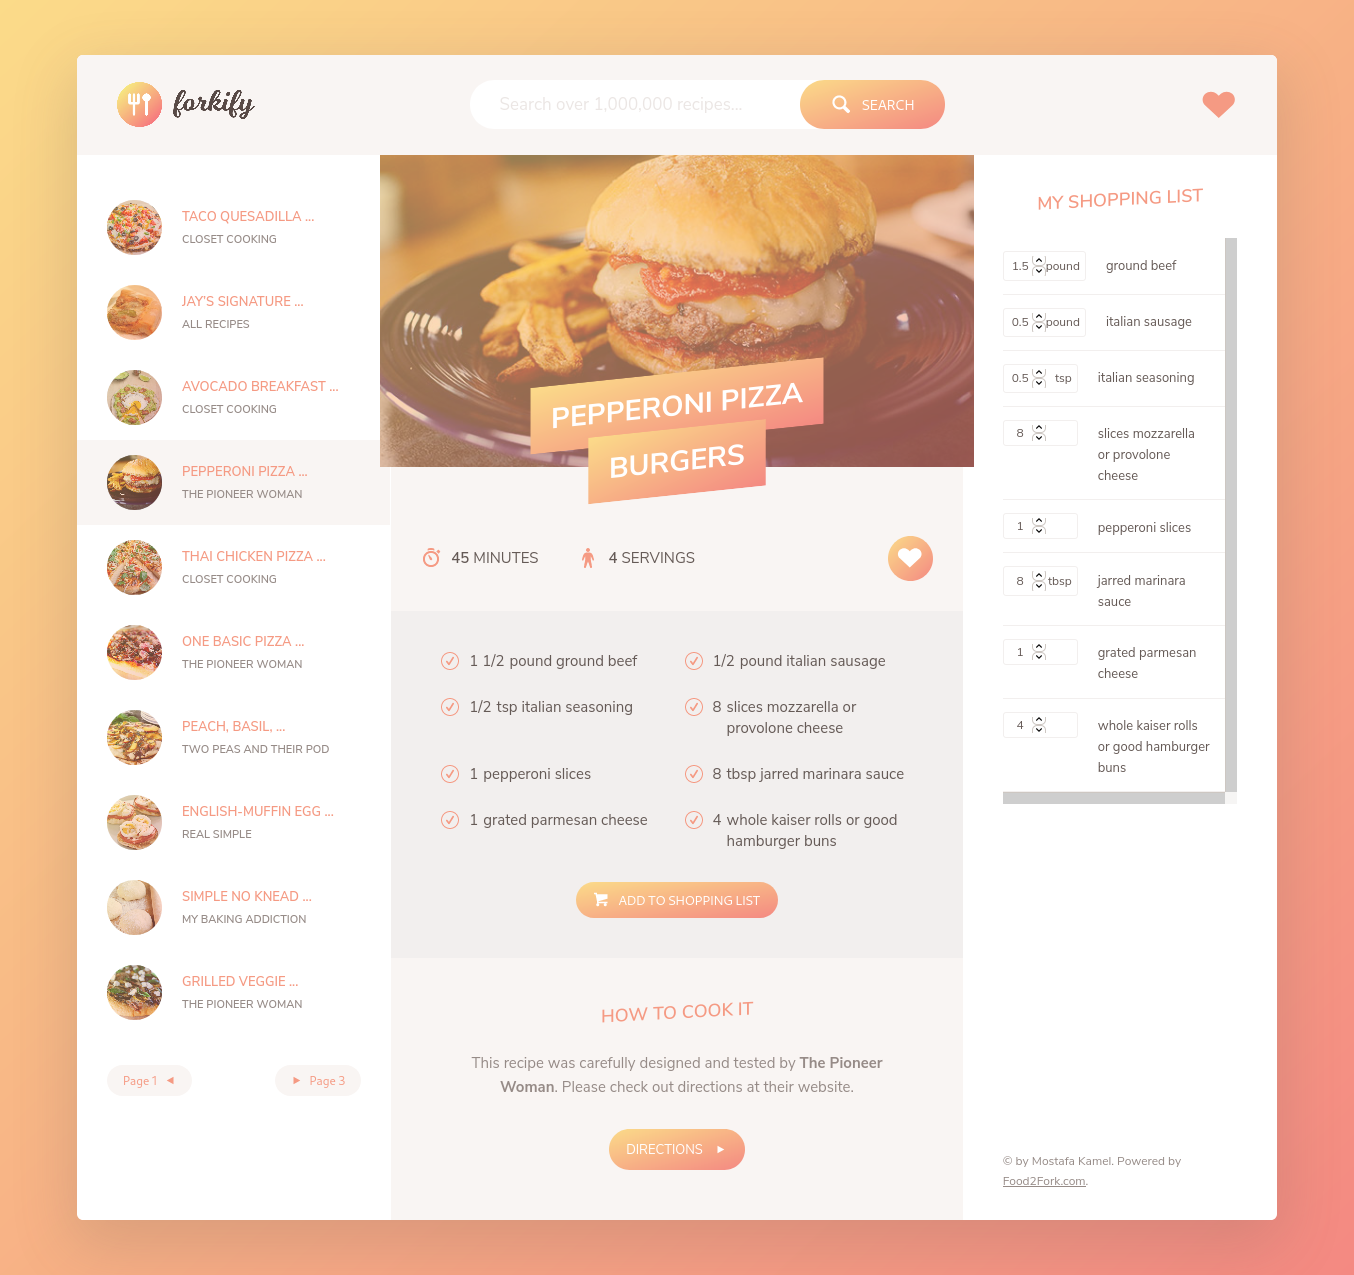 forkify
Search over 1,000,000 recipes...
SEARCH
TACO QUESADILLA ...
CLOSET COOKING
JAY'S SIGNATURE ...
ALL RECIPES
AVOCADO BREAKFAST ...
CLOSET COOKING
PEPPERONI PIZZA ...
THE PIONEER WOMAN
THAI CHICKEN PIZZA ...
CLOSET COOKING
ONE BASIC PIZZA ...
THE PIONEER WOMAN
PEACH, BASIL, ...
TWO PEAS AND THEIR POD
ENGLISH-MUFFIN EGG ...
REAL SIMPLE
SIMPLE NO KNEAD ...
MY BAKING ADDICTION
GRILLED VEGGIE ...
THE PIONEER WOMAN
Page 1
Page 3
PEPPERONI PIZZA
BURGERS
45 MINUTES
4 SERVINGS
1 1/2 pound ground beef
1/2 pound italian sausage
1/2 tsp italian seasoning
8 slices mozzarella or
provolone cheese
1 pepperoni slices
8 tbsp jarred marinara sauce
1 grated parmesan cheese
4 whole kaiser rolls or good
hamburger buns
ADD TO SHOPPING LIST
HOW TO COOK IT
This recipe was carefully designed and tested by The Pioneer
Woman. Please check out directions at their website.
DIRECTIONS
MY SHOPPING LIST
1.5 pound ground beef
0.5 pound italian sausage
0.5 tsp italian seasoning
8 slices mozzarella
or provolone
cheese
1 pepperoni slices
8 tbsp jarred marinara
sauce
1 grated parmesan
cheese
4 whole kaiser rolls
or good hamburger
buns
© by Mostafa Kamel. Powered by
Food2Fork.com.